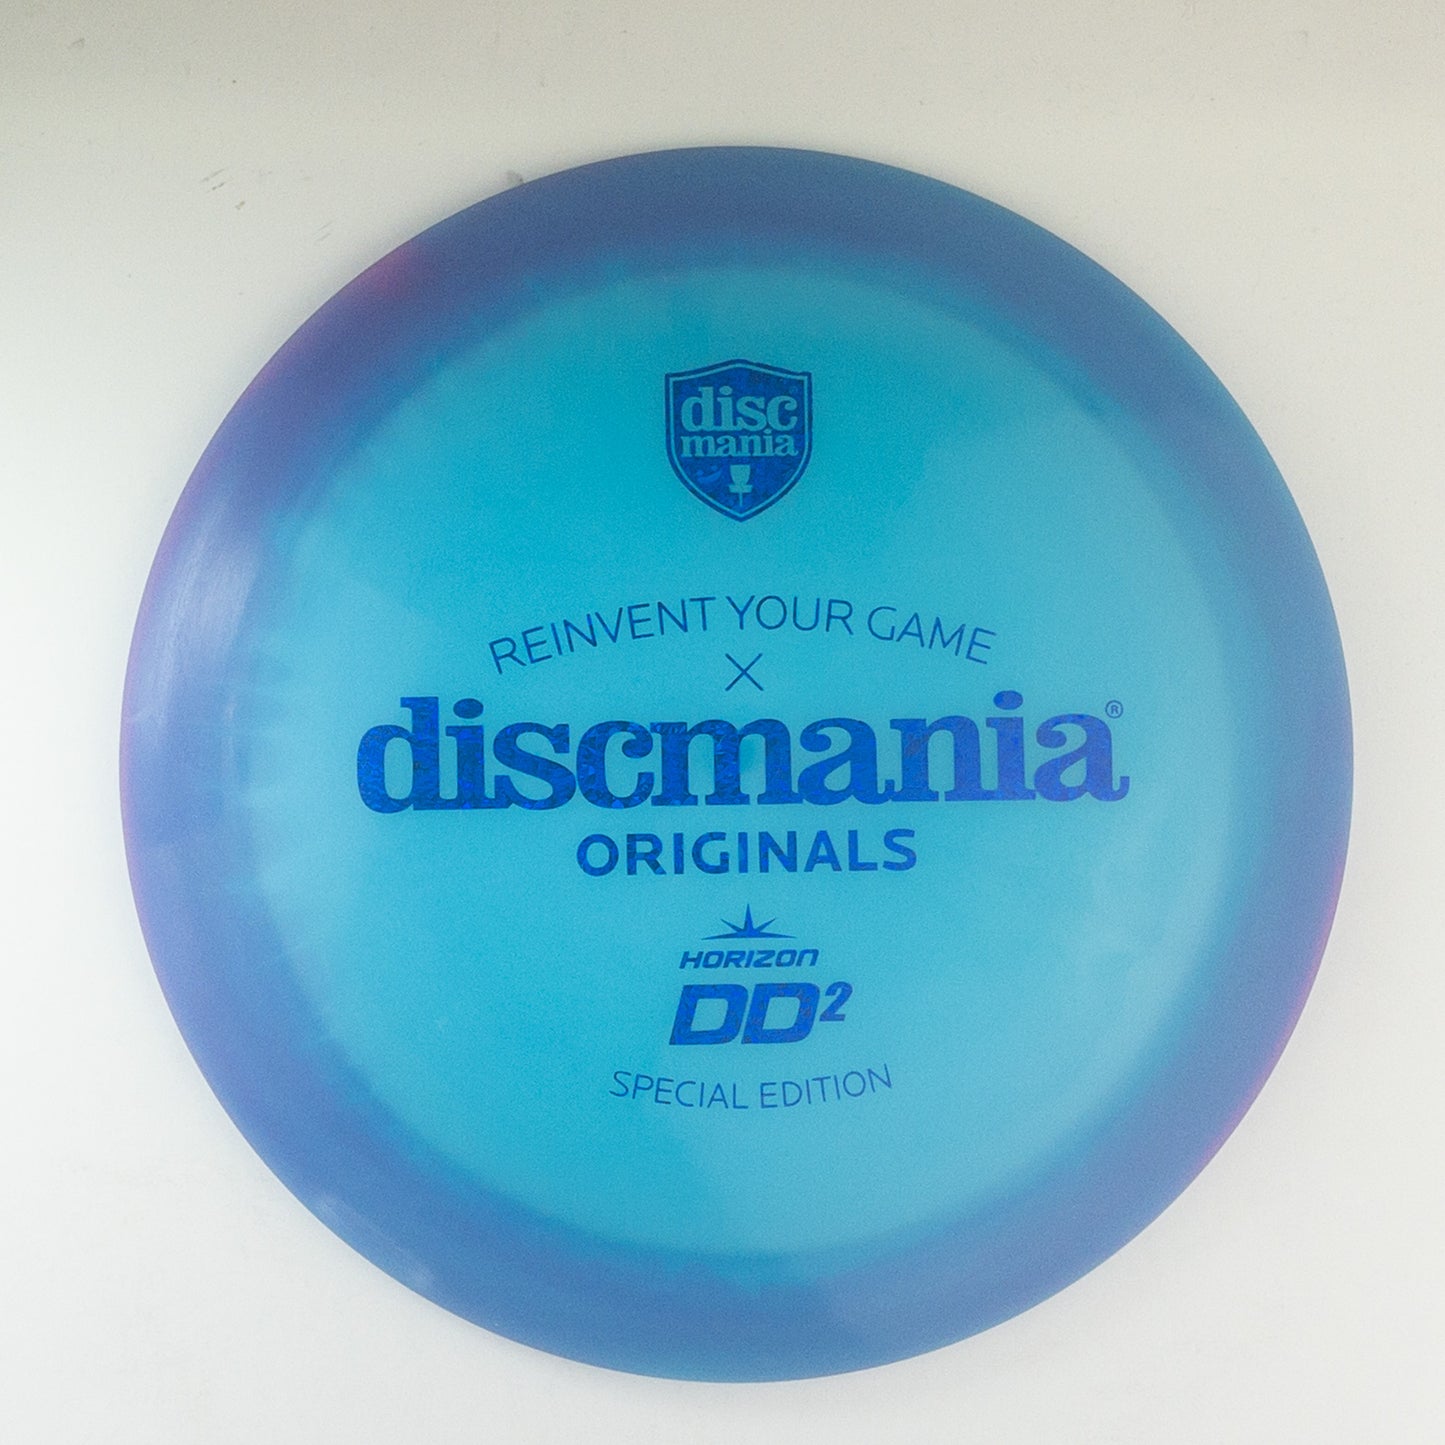 disc
mania
REINVENT YOUR GAME
X
discmania®
ORIGINALS
HORIZON
DD²
SPECIAL EDITION